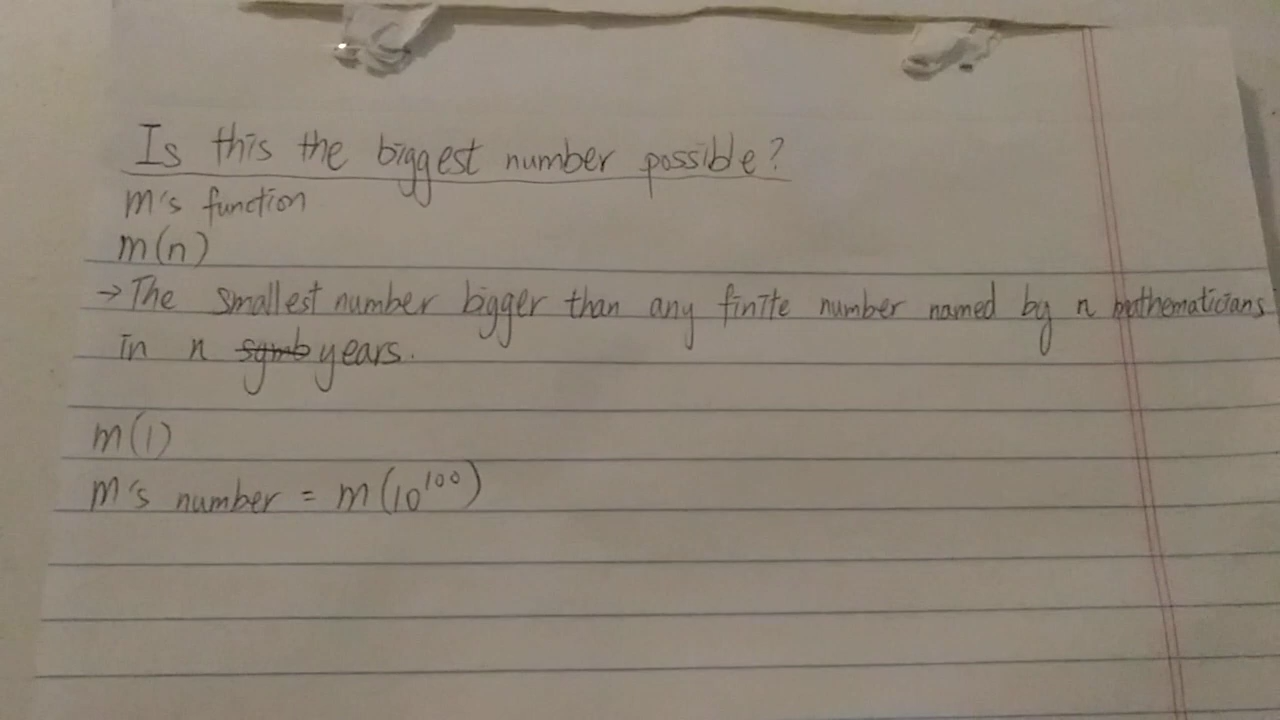 Is this the biggest number possible?
m's function
m(n)
→ The smallest number bigger than any finite number named by n mathematicians
in n symb years.
m(1)
m's number = m(10^100)